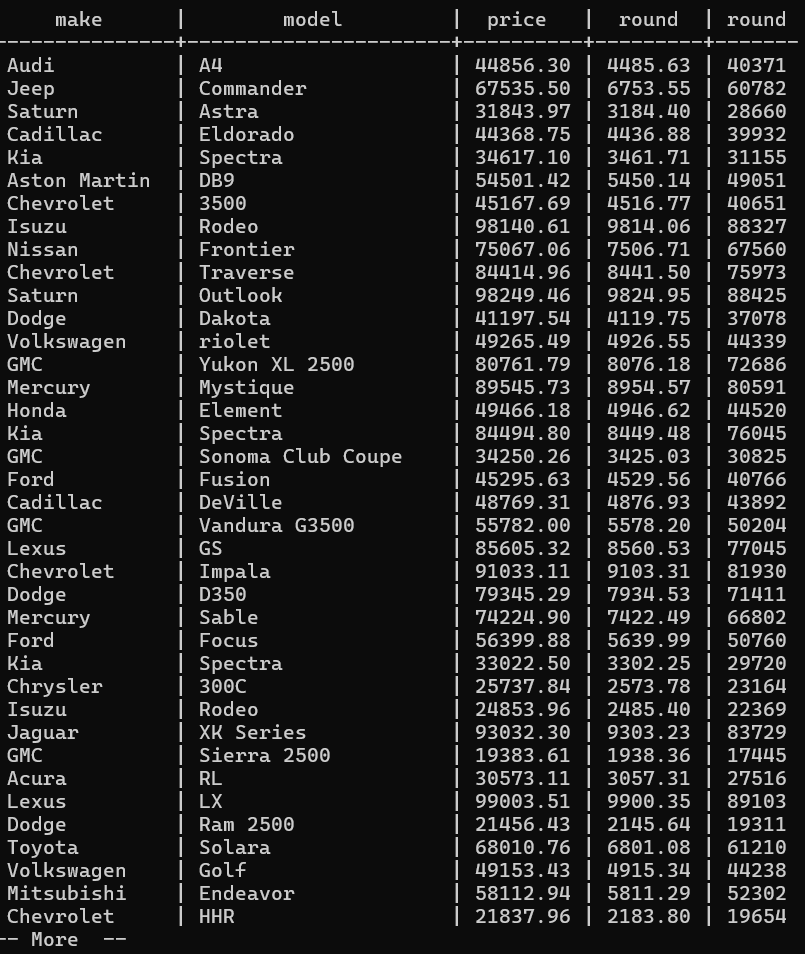 make | model | price | round | round
---------------+----------------------+-----------+----------+-------
Audi | A4 | 44856.30 | 4485.63 | 40371
Jeep | Commander | 67535.50 | 6753.55 | 60782
Saturn | Astra | 31843.97 | 3184.40 | 28660
Cadillac | Eldorado | 44368.75 | 4436.88 | 39932
Kia | Spectra | 34617.10 | 3461.71 | 31155
Aston Martin | DB9 | 54501.42 | 5450.14 | 49051
Chevrolet | 3500 | 45167.69 | 4516.77 | 40651
Isuzu | Rodeo | 98140.61 | 9814.06 | 88327
Nissan | Frontier | 75067.06 | 7506.71 | 67560
Chevrolet | Traverse | 84414.96 | 8441.50 | 75973
Saturn | Outlook | 98249.46 | 9824.95 | 88425
Dodge | Dakota | 41197.54 | 4119.75 | 37078
Volkswagen | riolet | 49265.49 | 4926.55 | 44339
GMC | Yukon XL 2500 | 80761.79 | 8076.18 | 72686
Mercury | Mystique | 89545.73 | 8954.57 | 80591
Honda | Element | 49466.18 | 4946.62 | 44520
Kia | Spectra | 84494.80 | 8449.48 | 76045
GMC | Sonoma Club Coupe | 34250.26 | 3425.03 | 30825
Ford | Fusion | 45295.63 | 4529.56 | 40766
Cadillac | DeVille | 48769.31 | 4876.93 | 43892
GMC | Vandura G3500 | 55782.00 | 5578.20 | 50204
Lexus | GS | 85605.32 | 8560.53 | 77045
Chevrolet | Impala | 91033.11 | 9103.31 | 81930
Dodge | D350 | 79345.29 | 7934.53 | 71411
Mercury | Sable | 74224.90 | 7422.49 | 66802
Ford | Focus | 56399.88 | 5639.99 | 50760
Kia | Spectra | 33022.50 | 3302.25 | 29720
Chrysler | 300C | 25737.84 | 2573.78 | 23164
Isuzu | Rodeo | 24853.96 | 2485.40 | 22369
Jaguar | XK Series | 93032.30 | 9303.23 | 83729
GMC | Sierra 2500 | 19383.61 | 1938.36 | 17445
Acura | RL | 30573.11 | 3057.31 | 27516
Lexus | LX | 99003.51 | 9900.35 | 89103
Dodge | Ram 2500 | 21456.43 | 2145.64 | 19311
Toyota | Solara | 68010.76 | 6801.08 | 61210
Volkswagen | Golf | 49153.43 | 4915.34 | 44238
Mitsubishi | Endeavor | 58112.94 | 5811.29 | 52302
Chevrolet | HHR | 21837.96 | 2183.80 | 19654
-- More --